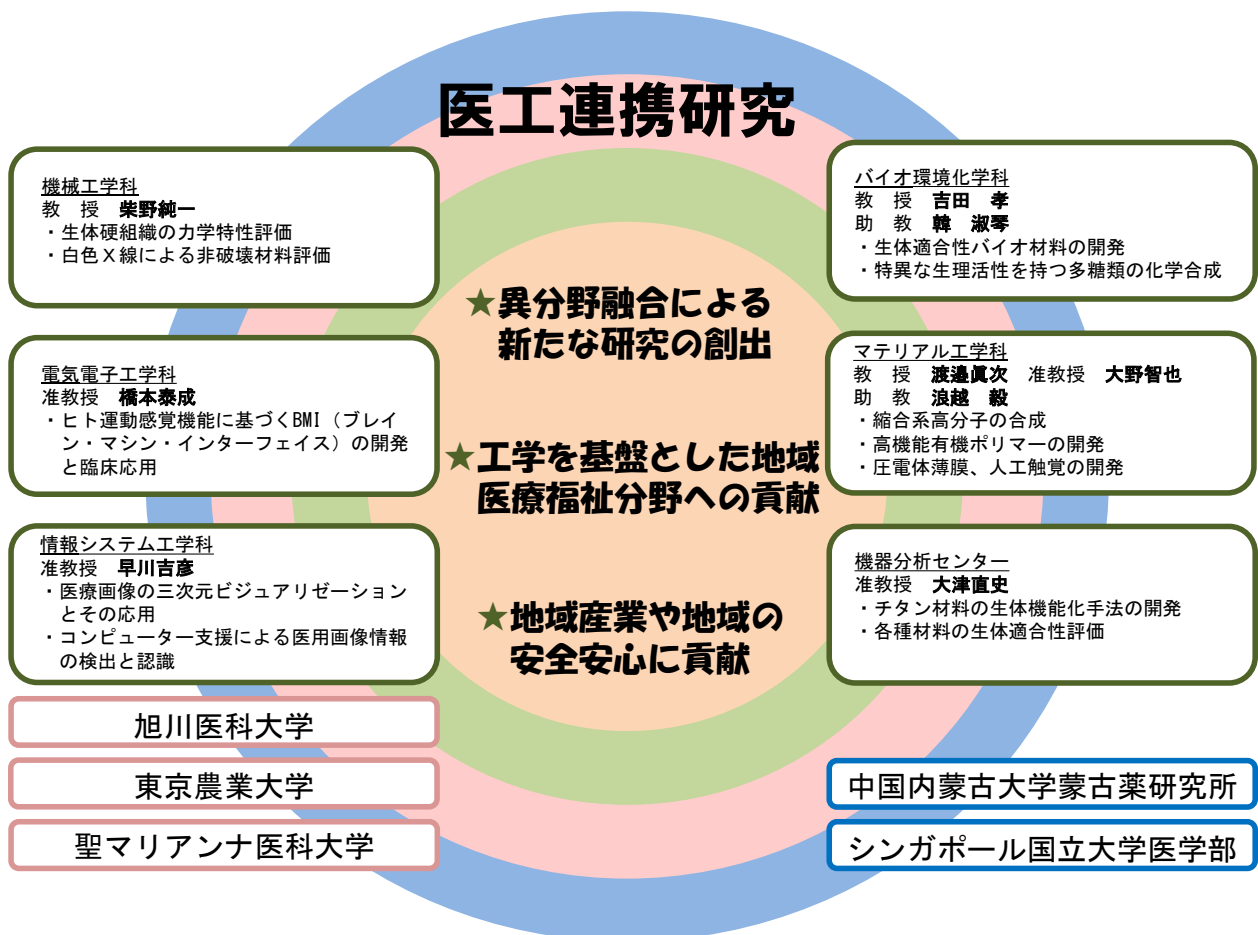 医工連携研究
機械工学科
教 授 柴野純一
・生体硬組織の力学特性評価
・白色X線による非破壊材料評価
電気電子工学科
准教授 橋本泰成
・ヒト運動感覚機能に基づくBMI(ブレイ
ン・マシン・インターフェイス)の開発
と臨床応用
情報システム工学科
准教授 早川吉彦
・医療画像の三次元ビジュアリゼーション
とその応用
・コンピューター支援による医用画像情報
の検出と認識
旭川医科大学
東京農業大学
聖マリアンナ医科大学
★異分野融合による
新たな研究の創出
★工学を基盤とした地域
医療福祉分野への貢献
★地域産業や地域の
安全安心に貢献
バイオ環境化学科
教 授 吉田 孝
助 教 韓 淑琴
・生体適合性バイオ材料の開発
・特異な生理活性を持つ多糖類の化学合成
マテリアル工学科
教 授 渡邉眞次 准教授 大野智也
助 教 浪越 毅
・縮合系高分子の合成
・高機能有機ポリマーの開発
・圧電体薄膜、人工触覚の開発
機器分析センター
准教授 大津直史
・チタン材料の生体機能化手法の開発
・各種材料の生体適合性評価
中国内蒙古大学蒙古薬研究所
シンガポール国立大学医学部